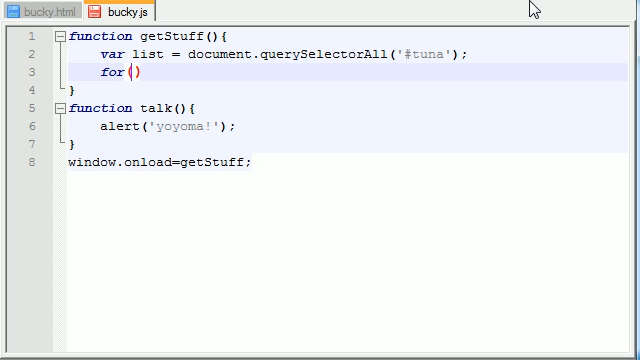 bucky.html bucky.js
1 function getStuff(){
2 var list = document.querySelectorAll('#tuna');
3 for()
4 }
5 function talk(){
6 alert('yoyoma!');
7 }
8 window.onload=getStuff;